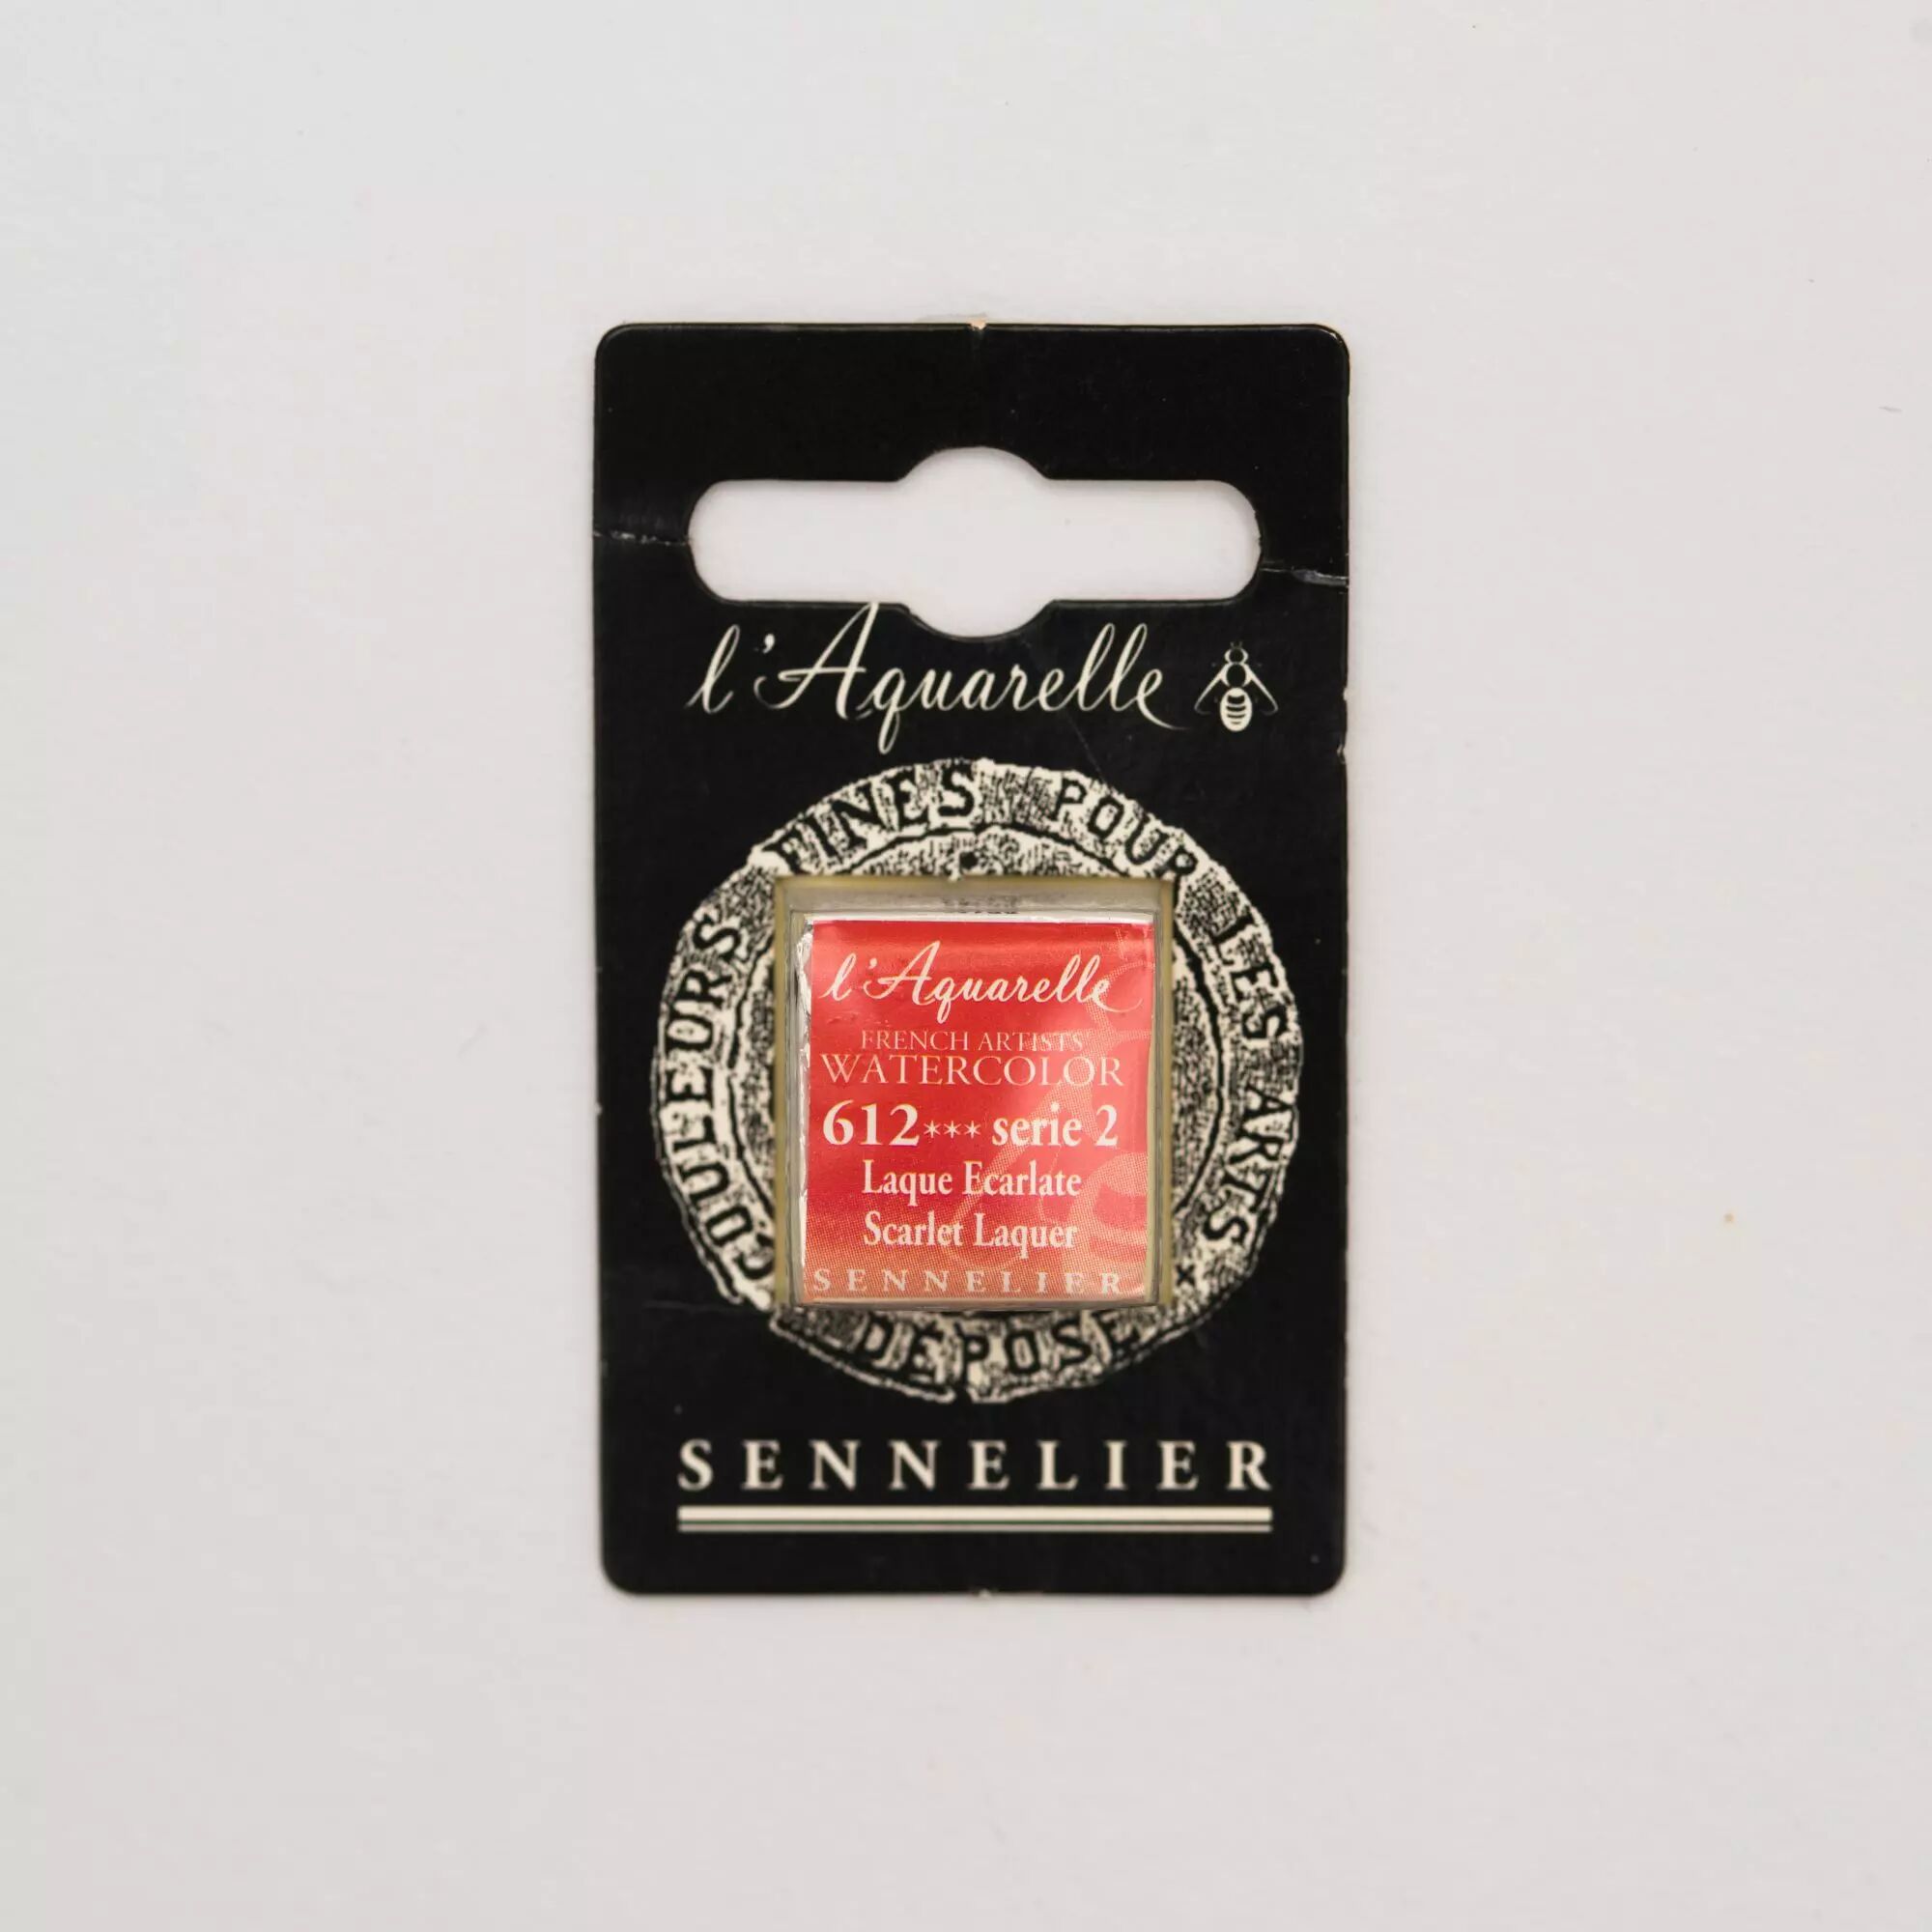 l'Aquarelle
COULEURS FINES POUR LES ARTS
l'Aquarelle
FRENCH ARTISTS'
WATERCOLOR
612*** serie 2
Laque Ecarlate
Scarlet Laquer
SENNELIER
DÉPOSÉ
SENNELIER